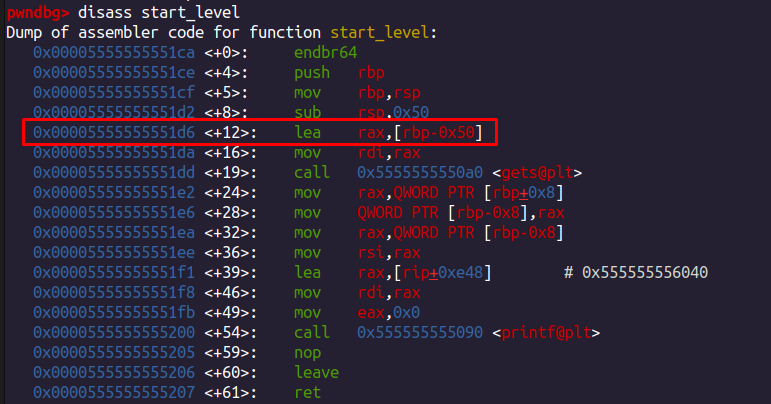 pwndbg> disass start_level
Dump of assembler code for function start_level:
0x00005555555551ca <+0>: endbr64
0x00005555555551ce <+4>: push rbp
0x00005555555551cf <+5>: mov rbp,rsp
0x00005555555551d2 <+8>: sub rsp,0x50
0x00005555555551d6 <+12>: lea rax,[rbp-0x50]
0x00005555555551da <+16>: mov rdi,rax
0x00005555555551dd <+19>: call 0x5555555550a0 <gets@plt>
0x00005555555551e2 <+24>: mov rax,QWORD PTR [rbp+0x8]
0x00005555555551e6 <+28>: mov QWORD PTR [rbp-0x8],rax
0x00005555555551ea <+32>: mov rax,QWORD PTR [rbp-0x8]
0x00005555555551ee <+36>: mov rsi,rax
0x00005555555551f1 <+39>: lea rax,[rip+0xe48] # 0x555555556040
0x00005555555551f8 <+46>: mov rdi,rax
0x00005555555551fb <+49>: mov eax,0x0
0x0000555555555200 <+54>: call 0x555555555090 <printf@plt>
0x0000555555555205 <+59>: nop
0x0000555555555206 <+60>: leave
0x0000555555555207 <+61>: ret